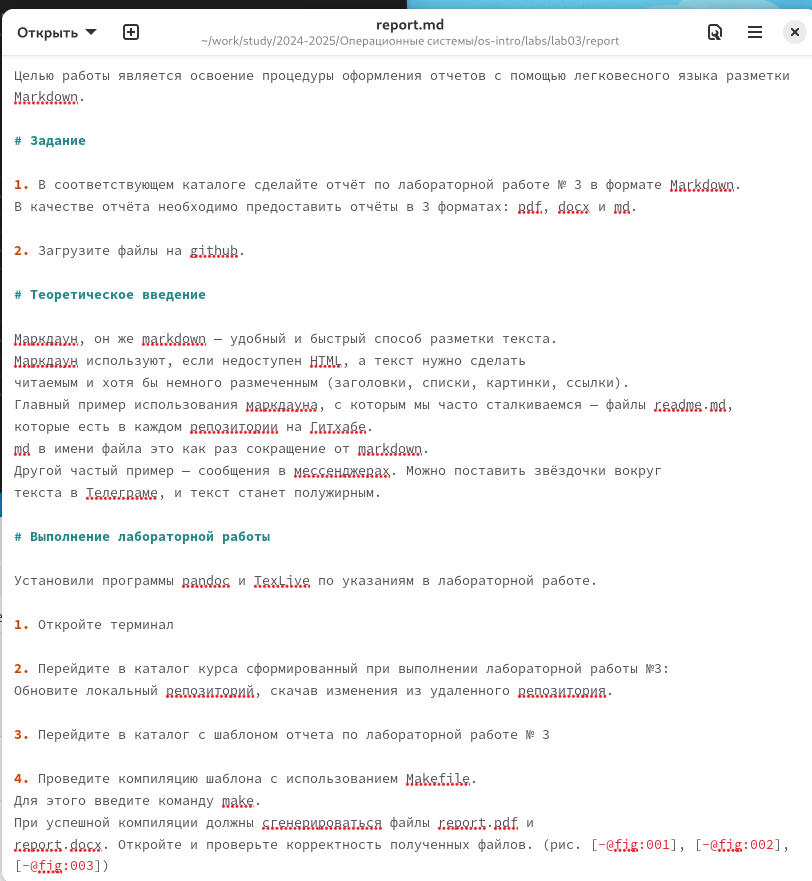 Открыть
report.md
~/work/study/2024-2025/Операционные системы/os-intro/labs/lab03/report
Целью работы является освоение процедуры оформления отчетов с помощью легковесного языка разметки
Markdown.
# Задание
1. В соответствующем каталоге сделайте отчёт по лабораторной работе № 3 в формате Markdown.
В качестве отчёта необходимо предоставить отчёты в 3 форматах: pdf, docx и md.
2. Загрузите файлы на github.
# Теоретическое введение
Маркдаун, он же markdown — удобный и быстрый способ разметки текста.
Маркдаун используют, если недоступен HTML, а текст нужно сделать
читаемым и хотя бы немного размеченным (заголовки, списки, картинки, ссылки).
Главный пример использования маркдауна, с которым мы часто сталкиваемся — файлы readme.md,
которые есть в каждом репозитории на Гитхабе.
md в имени файла это как раз сокращение от markdown.
Другой частый пример — сообщения в мессенджерах. Можно поставить звёздочки вокруг
текста в Телеграме, и текст станет полужирным.
# Выполнение лабораторной работы
Установили программы pandoc и TexLive по указаниям в лабораторной работе.
1. Откройте терминал
2. Перейдите в каталог курса сформированный при выполнении лабораторной работы №3:
Обновите локальный репозиторий, скачав изменения из удаленного репозитория.
3. Перейдите в каталог с шаблоном отчета по лабораторной работе № 3
4. Проведите компиляцию шаблона с использованием Makefile.
Для этого введите команду make.
При успешной компиляции должны сгенерироваться файлы report.pdf и
report.docx. Откройте и проверьте корректность полученных файлов. (рис. [-@fig:001], [-@fig:002],
[-@fig:003])